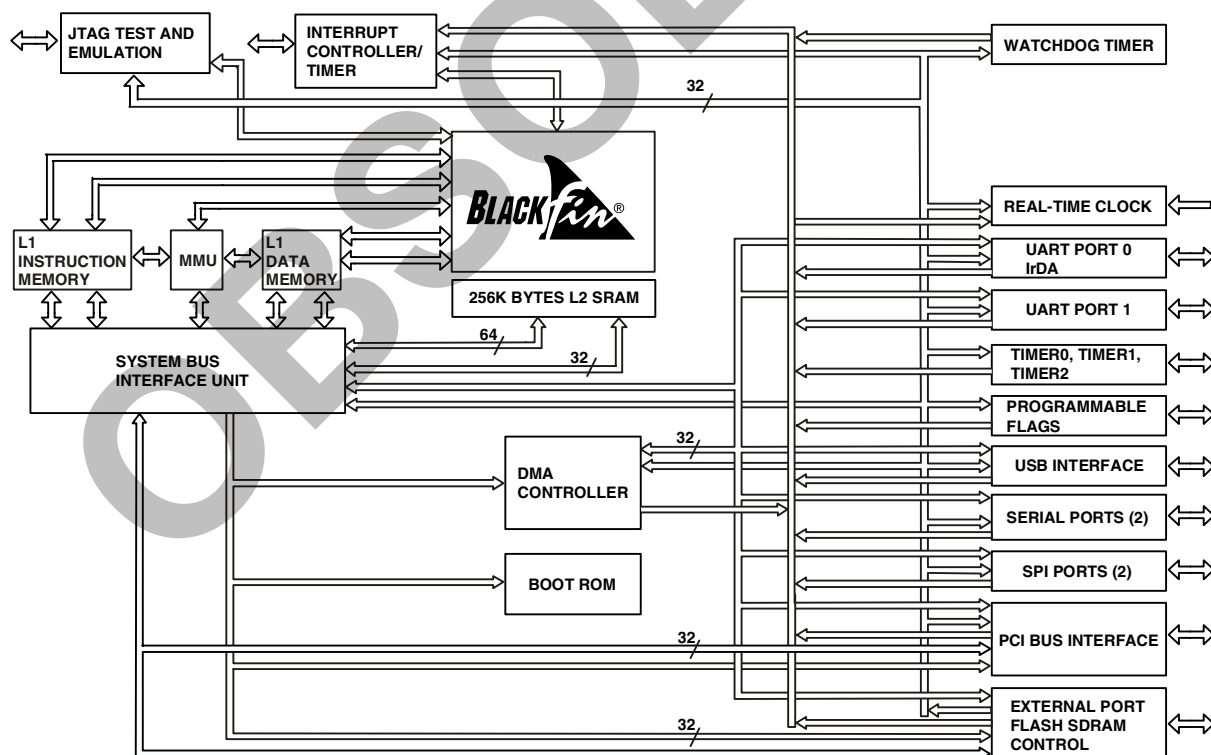 JTAG TEST AND
EMULATION
INTERRUPT
CONTROLLER/
TIMER
WATCHDOG TIMER
32
BLACKfin®
REAL-TIME CLOCK
L1
INSTRUCTION
MEMORY
MMU
L1
DATA
MEMORY
UART PORT 0
IrDA
256K BYTES L2 SRAM
UART PORT 1
64
32
SYSTEM BUS
INTERFACE UNIT
TIMER0, TIMER1,
TIMER2
PROGRAMMABLE
FLAGS
32
DMA
CONTROLLER
USB INTERFACE
SERIAL PORTS (2)
BOOT ROM
SPI PORTS (2)
32
PCI BUS INTERFACE
32
EXTERNAL PORT
FLASH SDRAM
CONTROL